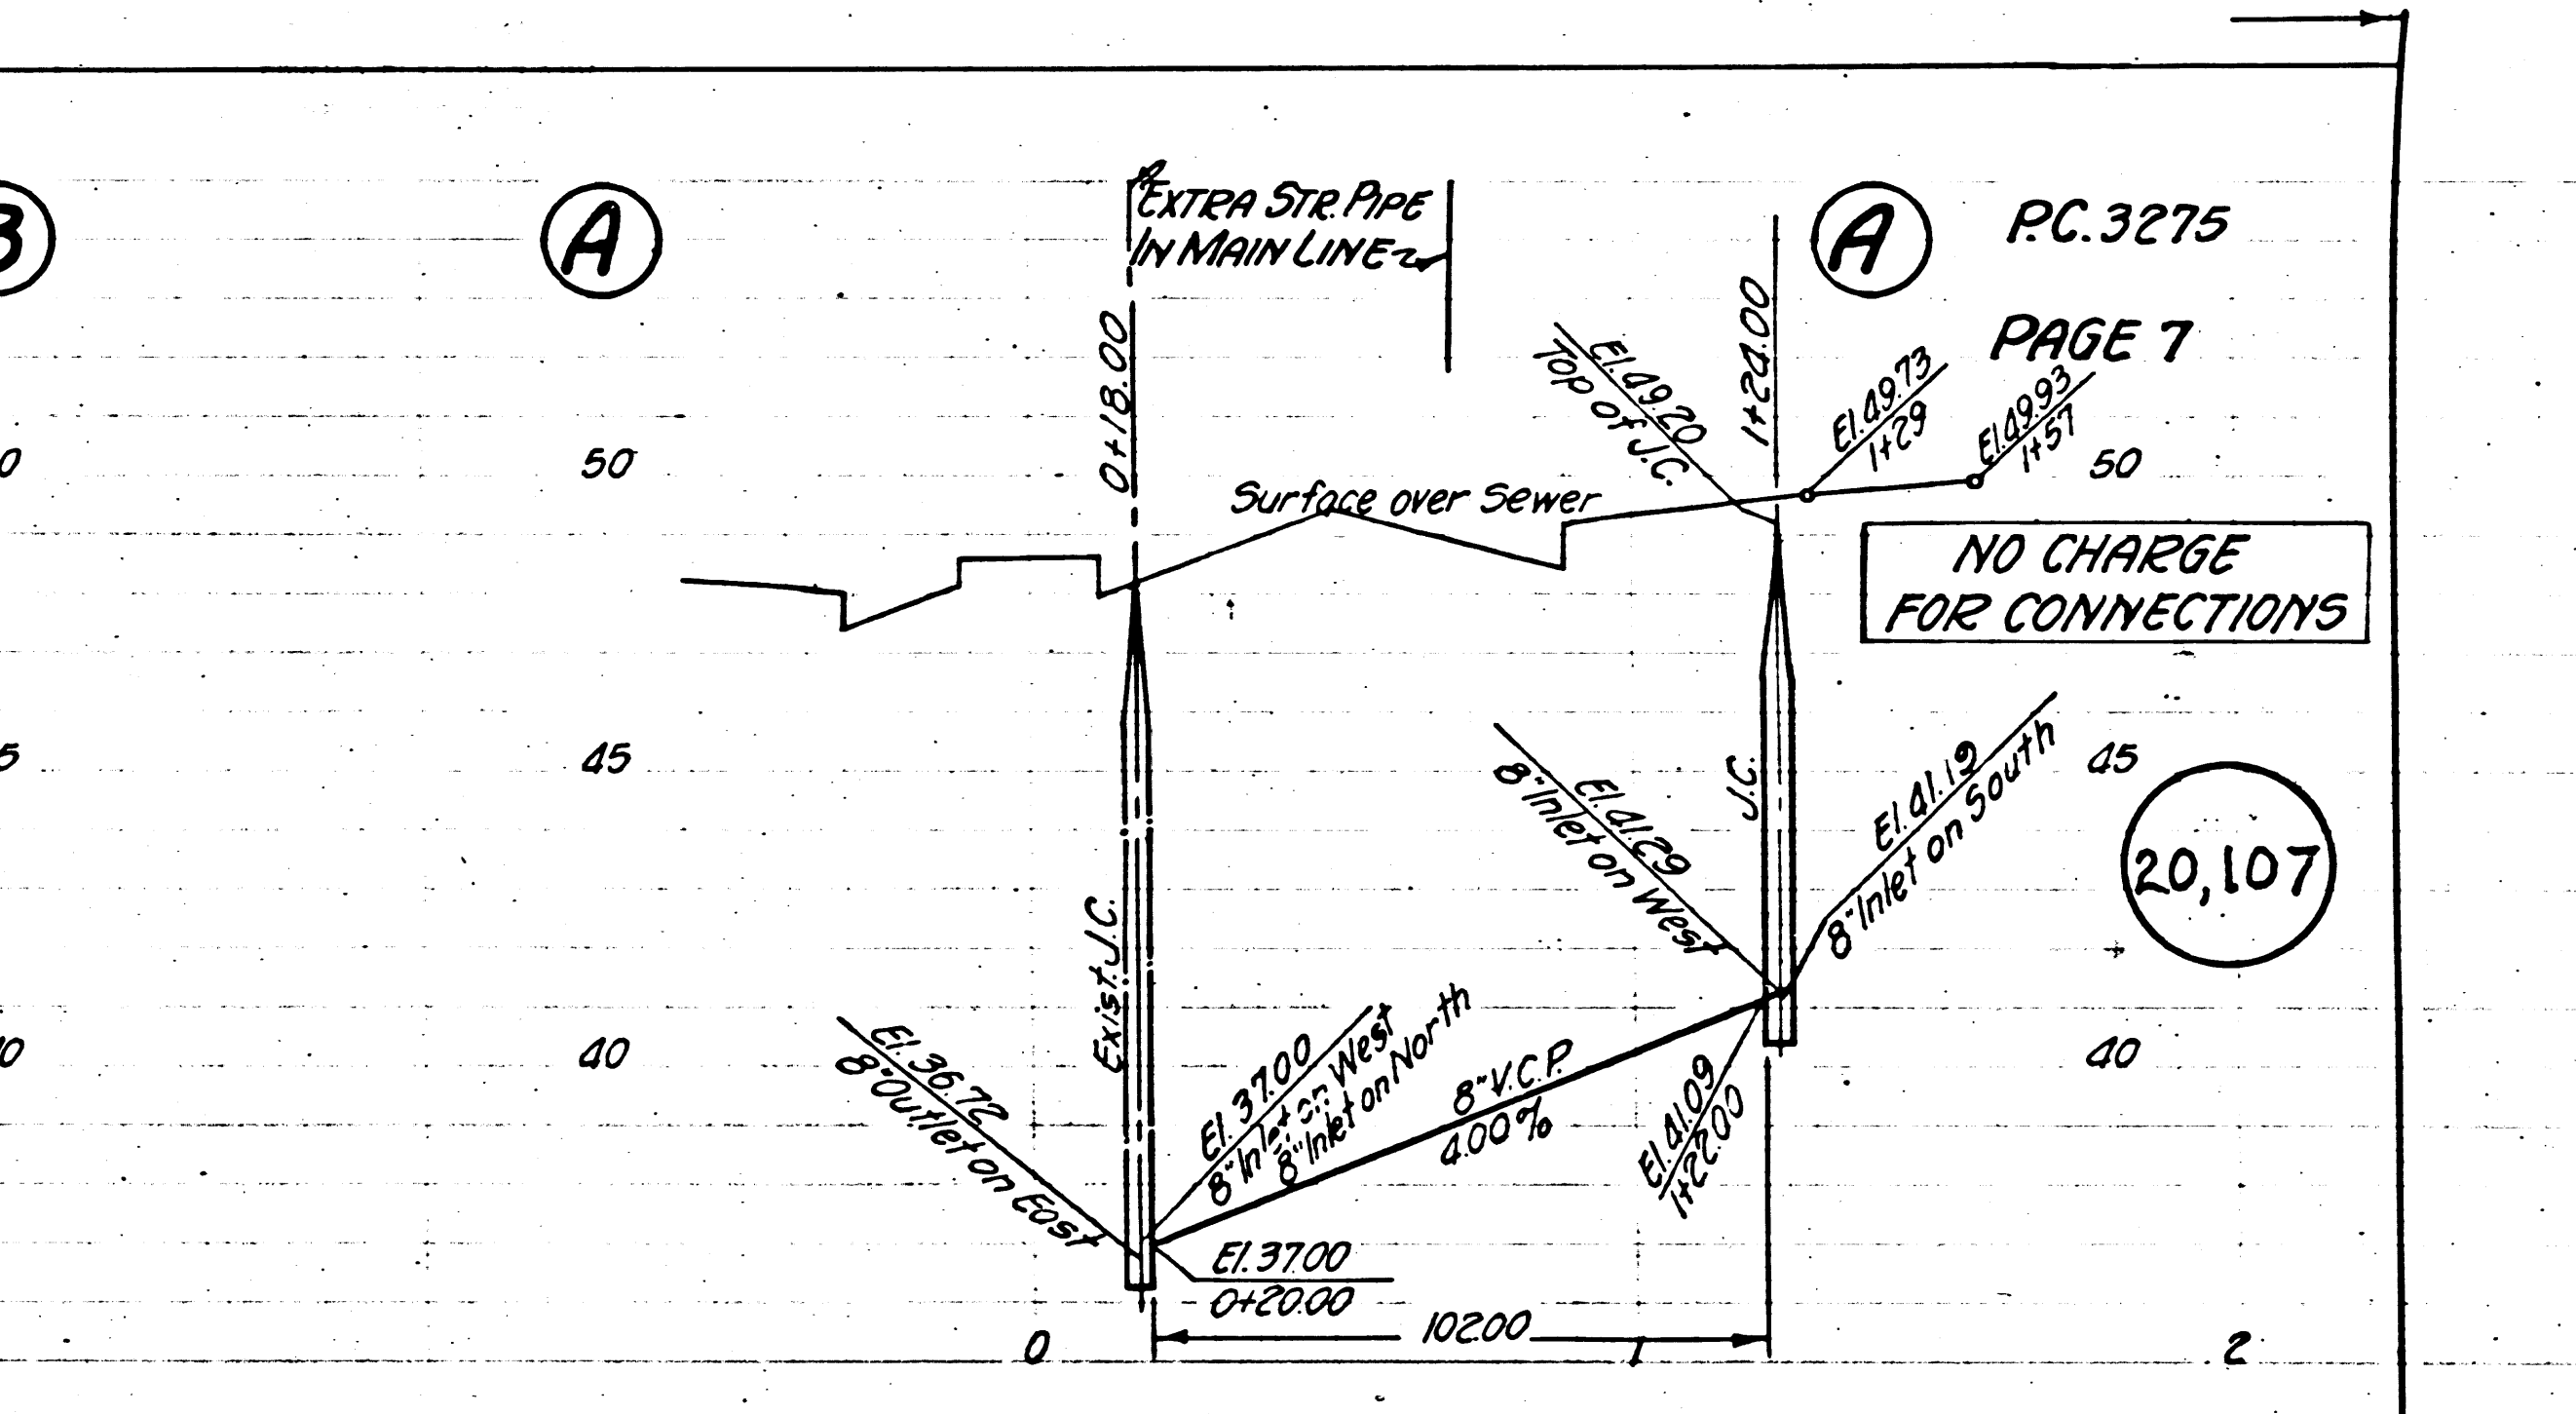 A
EXTRA STR. PIPE
IN MAIN LINE
A
P.C. 3275
PAGE 7
0+18.00
1+24.00
El. 49.20
Top of J.C.
El. 49.73
1+29
El. 49.93
1+57
50
50
Surface over Sewer
NO CHARGE
FOR CONNECTIONS
45
45
J.C.
El. 41.29
8" Inlet on West
El. 41.19
8" Inlet on South
20,107
Exist. J.C.
40
40
El. 36.72
8" Outlet on East
El. 37.00
8" Inlet on West
8" Inlet on North
8" V.C.P.
4.00%
El. 41.09
1+22.00
El. 37.00
0+20.00
102.00
0
1
2